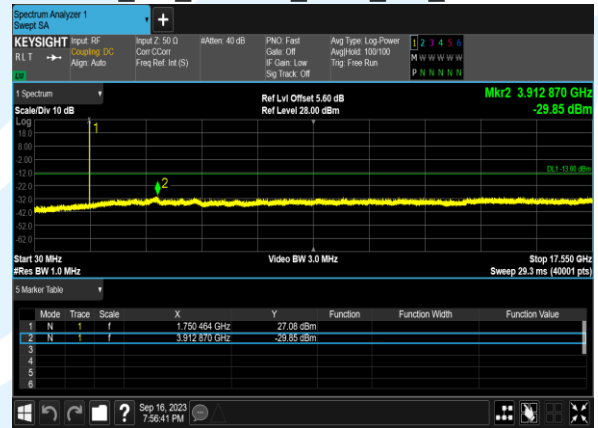 Spectrum Analyzer 1
Swept SA
+
KEYSIGHT Input: RF Input Z: 50 Ω #Atten: 40 dB PNO: Fast Avg Type: Log-Power 1 2 3 4 5 6
RLT Coupling: DC Corr CCorr Gate: Off Avg|Hold: 100/100 M W W W W W
Align: Auto Freq Ref: Int (S) IF Gain: Low Trig: Free Run
Sig Track: Off P N N N N N
1 Spectrum
Ref Lvl Offset 5.60 dB Mkr2 3.912 870 GHz
Scale/Div 10 dB Ref Level 28.00 dBm -29.85 dBm
Log
18.0
8.00
-2.00
-12.0
-22.0
-32.0
-42.0
-52.0
-62.0
1
DL1 -13.00 dBm
2
Start 30 MHz Video BW 3.0 MHz Stop 17.550 GHz
#Res BW 1.0 MHz Sweep 29.3 ms (40001 pts)
5 Marker Table
Mode Trace Scale X Y Function Function Width Function Value
1 N 1 f 1.750 464 GHz 27.08 dBm
2 N 1 f 3.912 870 GHz -29.85 dBm
3
4
5
6
? Sep 16, 2023
7:56:41 PM